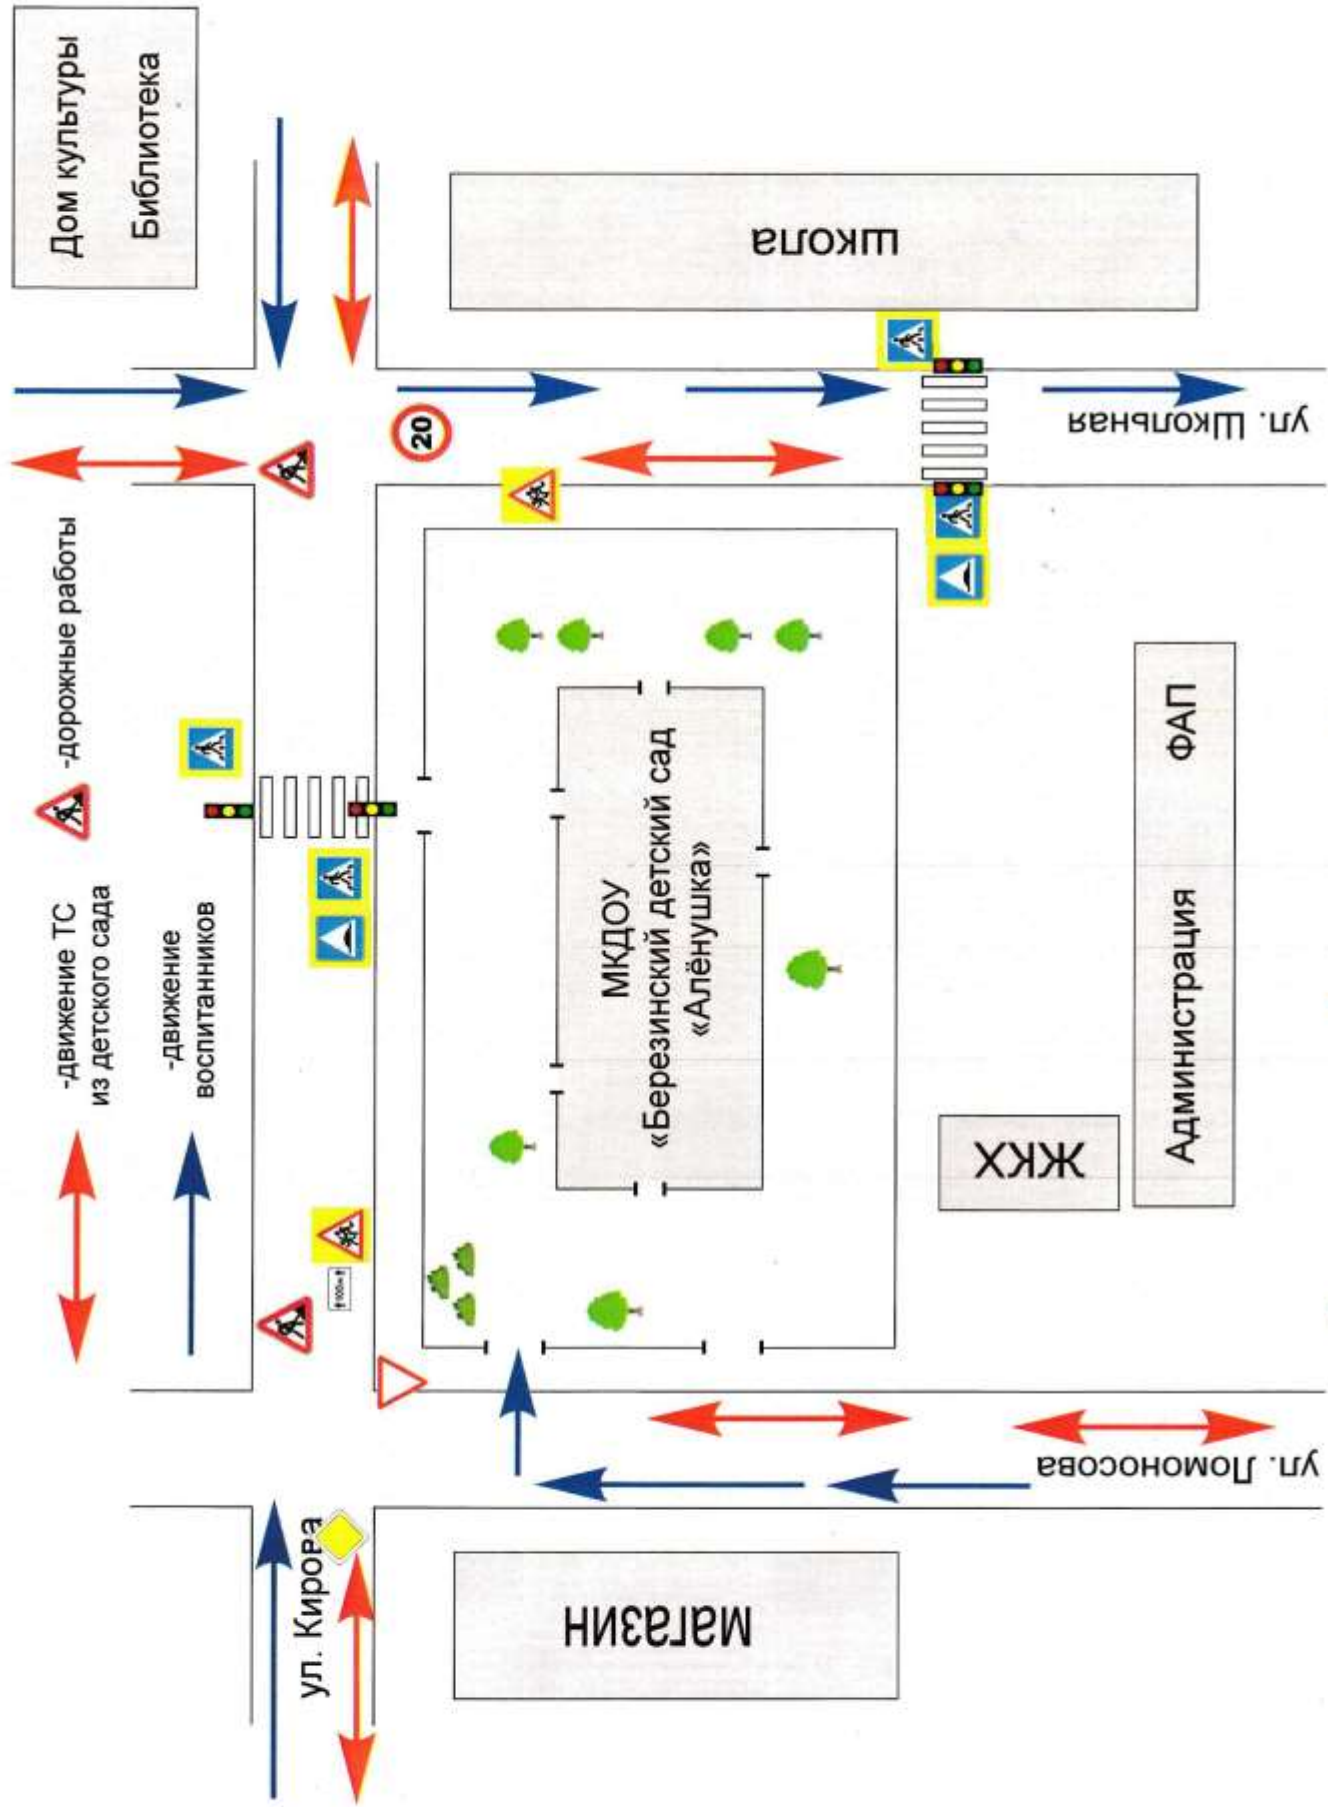 -движение ТС
из детского сада
-дорожные работы
-движение
воспитанников
Дом культуры
Библиотека
ул. Кирова
100м
20
МКДОУ
«Березинский детский сад
«Алёнушка»
магазин
школа
ул. Школьная
ул. Ломоносова
ЖКХ
Администрация ФАП